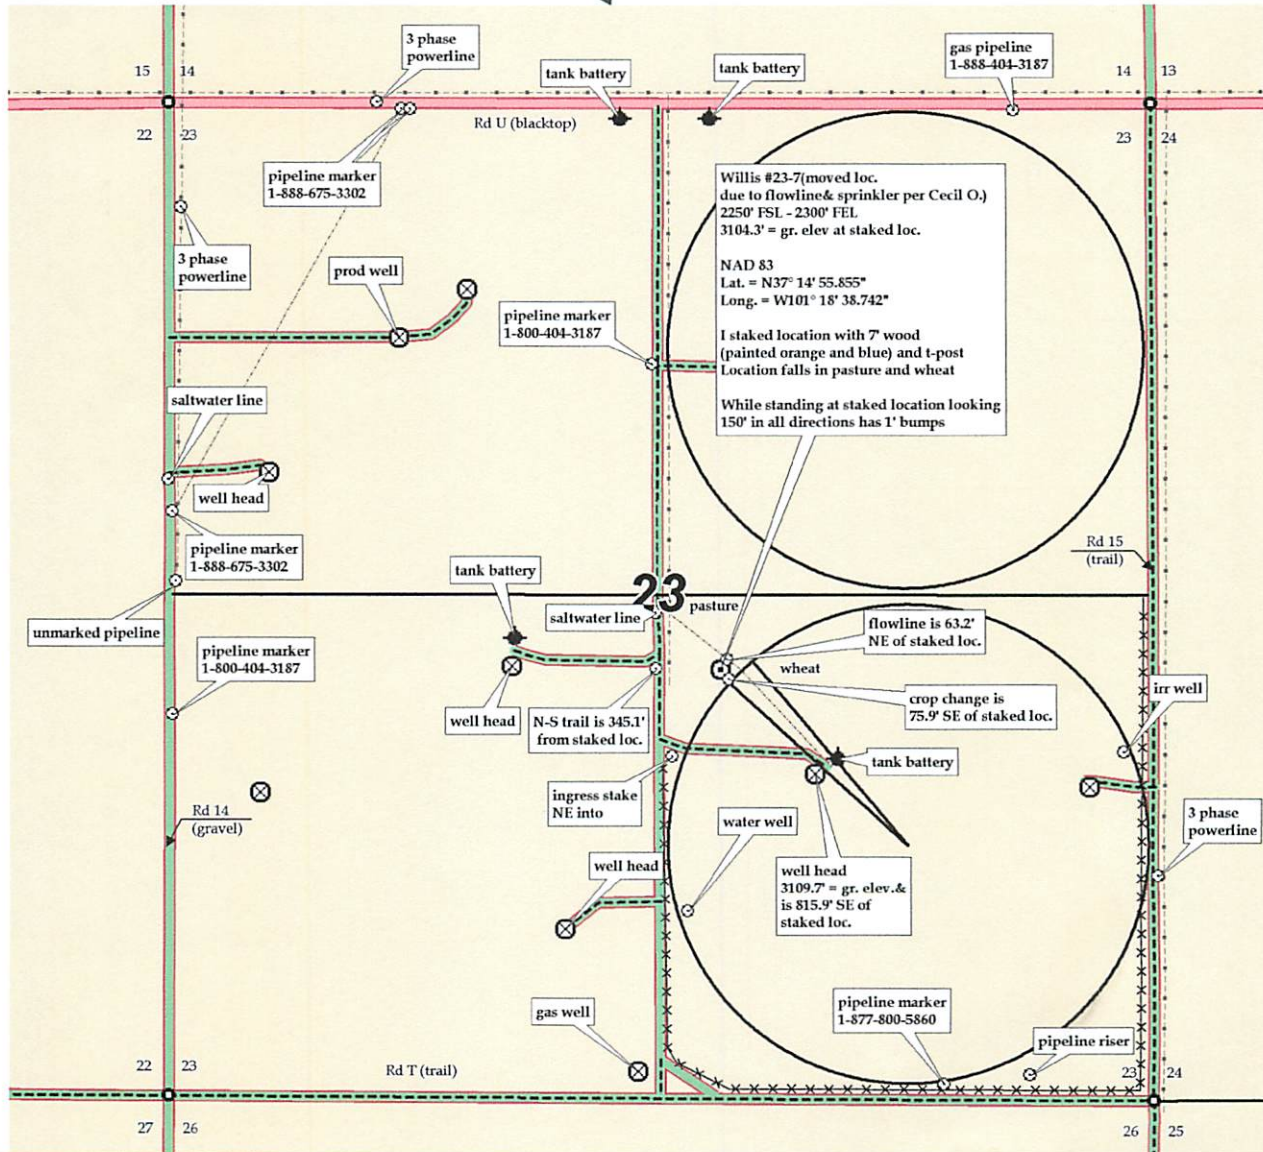 3 phase
powerline
gas pipeline
1-888-404-3187
15 14
14 13
tank battery
tank battery
22 23
Rd U (blacktop)
23 24
pipeline marker
1-888-675-3302
Willis #23-7(moved loc.
due to flowline& sprinkler per Cecil O.)
2250' FSL - 2300' FEL
3104.3' = gr. elev at staked loc.
NAD 83
Lat. = N37° 14' 55.855"
Long. = W101° 18' 38.742"
I staked location with 7' wood
(painted orange and blue) and t-post
Location falls in pasture and wheat
While standing at staked location looking
150' in all directions has 1' bumps
3 phase
powerline
prod well
pipeline marker
1-800-404-3187
saltwater line
well head
pipeline marker
1-888-675-3302
Rd 15
(trail)
tank battery
23
pasture
saltwater line
unmarked pipeline
flowline is 63.2'
NE of staked loc.
pipeline marker
1-800-404-3187
wheat
crop change is
75.9' SE of staked loc.
irr well
well head
N-S trail is 345.1'
from staked loc.
tank battery
ingress stake
NE into
Rd 14
(gravel)
water well
3 phase
powerline
well head
well head
3109.7' = gr. elev.&
is 815.9' SE of
staked loc.
gas well
pipeline marker
1-877-800-5860
pipeline riser
22 23
Rd T (trail)
23 24
27 26
26 25